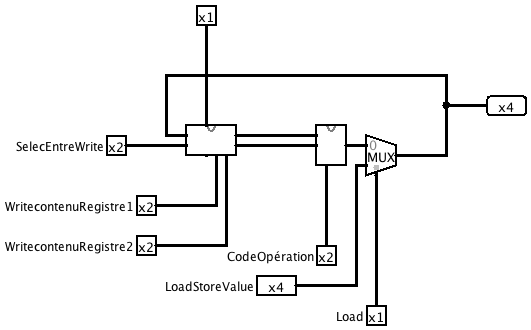 x1
x4
0
MUX
SelecEntreWrite x2
WritecontenuRegistre1 x2
WritecontenuRegistre2 x2
CodeOpération x2
LoadStoreValue x4
Load x1